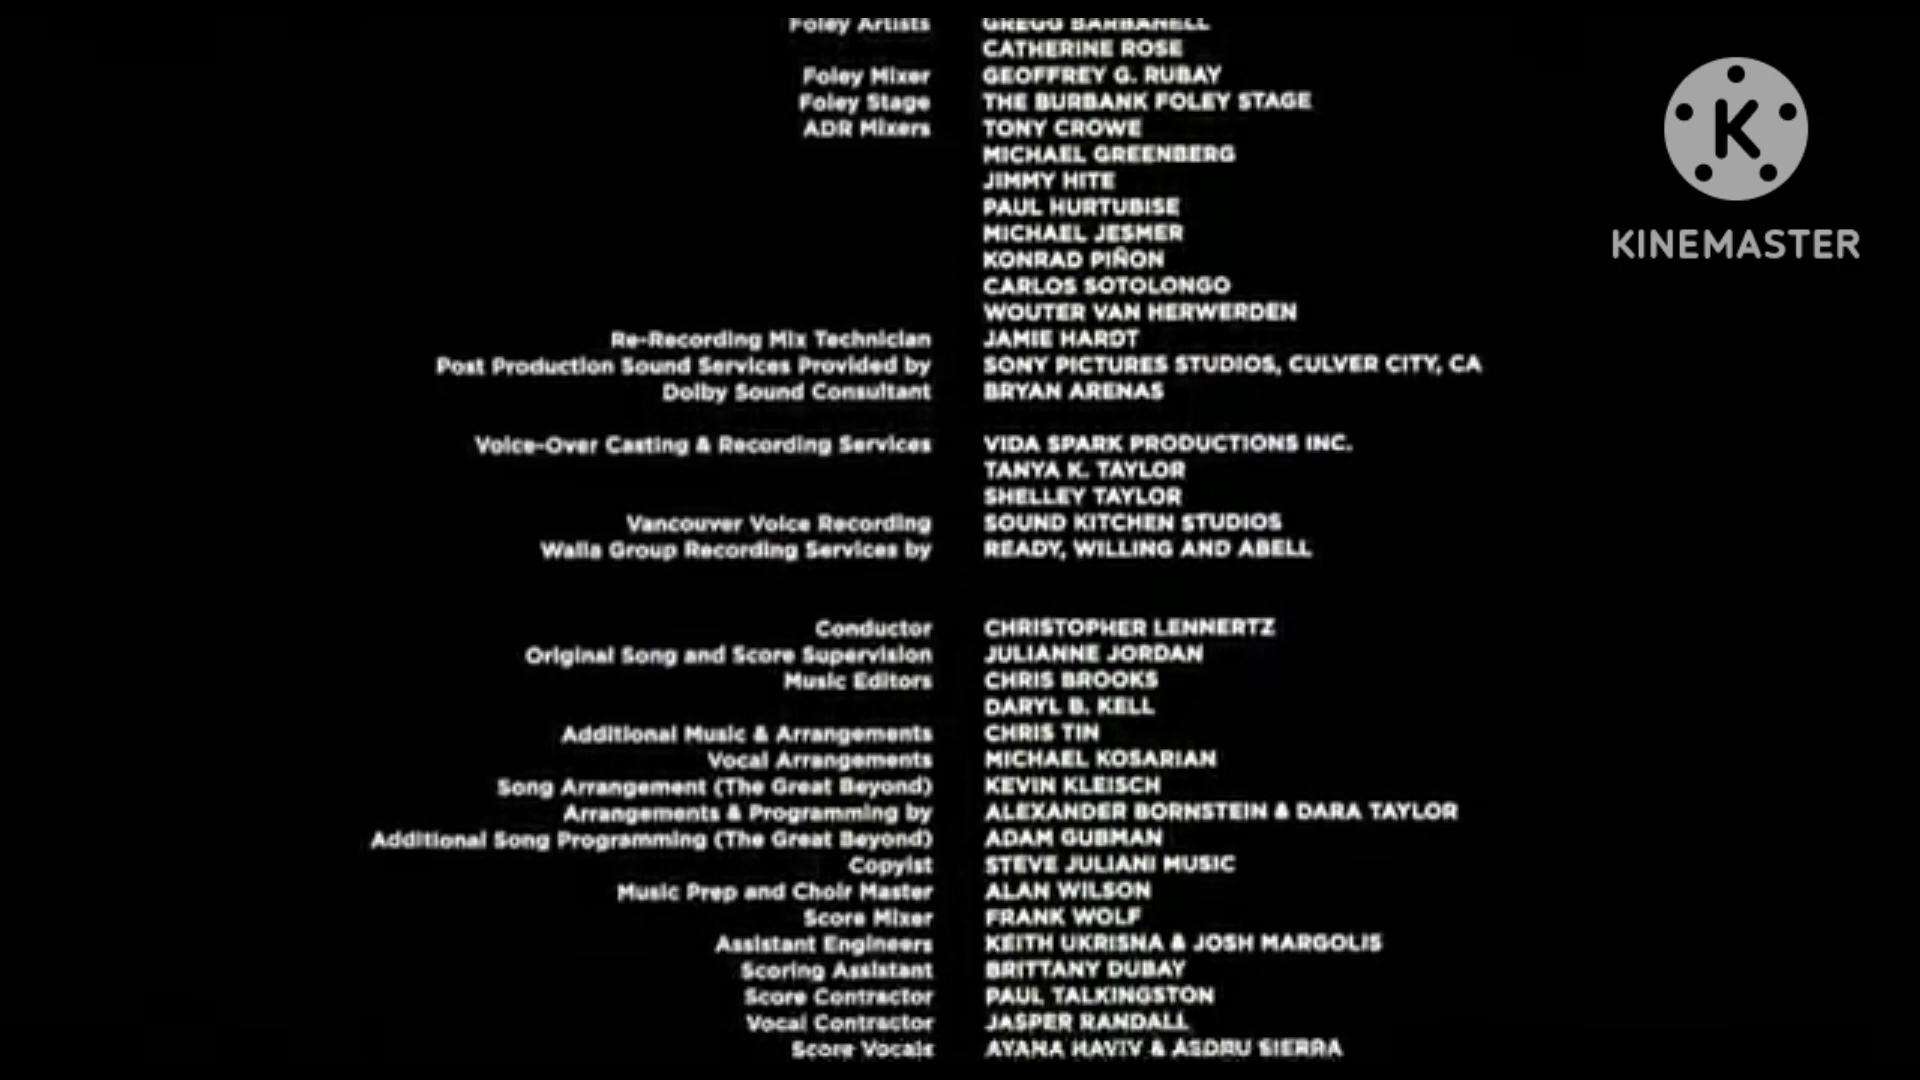 Foley Artists GREGG BARBANELL
CATHERINE ROSE
Foley Mixer GEOFFREY G. RUBAY
Foley Stage THE BURBANK FOLEY STAGE
ADR Mixers TONY CROWE
MICHAEL GREENBERG
JIMMY HITE
PAUL HURTUBISE
MICHAEL JESMER
KONRAD PIÑON
CARLOS SOTOLONGO
WOUTER VAN HERWERDEN
Re-Recording Mix Technician JAMIE HARDT
Post Production Sound Services Provided by SONY PICTURES STUDIOS, CULVER CITY, CA
Dolby Sound Consultant BRYAN ARENAS
Voice-Over Casting & Recording Services VIDA SPARK PRODUCTIONS INC.
TANYA K. TAYLOR
SHELLEY TAYLOR
Vancouver Voice Recording SOUND KITCHEN STUDIOS
Walla Group Recording Services by READY, WILLING AND ABELL
Conductor CHRISTOPHER LENNERTZ
Original Song and Score Supervision JULIANNE JORDAN
Music Editors CHRIS BROOKS
DARYL B. KELL
Additional Music & Arrangements CHRIS TIN
Vocal Arrangements MICHAEL KOSARIAN
Song Arrangement (The Great Beyond) KEVIN KLEISCH
Arrangements & Programming by ALEXANDER BORNSTEIN & DARA TAYLOR
Additional Song Programming (The Great Beyond) ADAM GUBMAN
Copyist STEVE JULIANI MUSIC
Music Prep and Choir Master ALAN WILSON
Score Mixer FRANK WOLF
Assistant Engineers KEITH UKRISNA & JOSH MARGOLIS
Scoring Assistant BRITTANY DUBAY
Score Contractor PAUL TALKINGSTON
Vocal Contractor JASPER RANDALL
Score Vocals AYANA HAVIV & ASDRU SIERRA
K
KINEMASTER